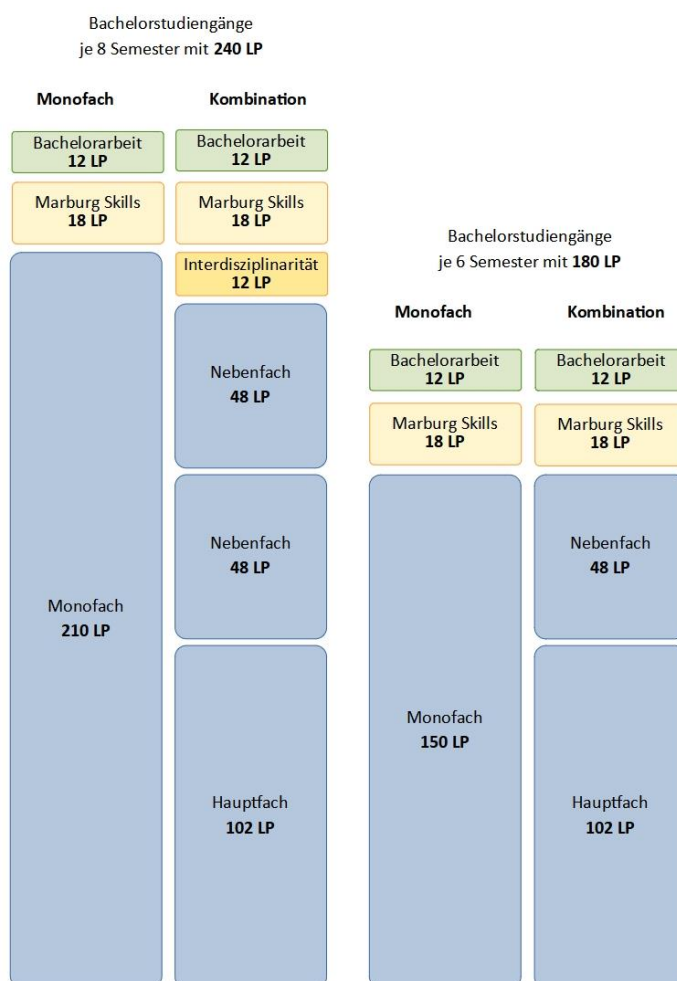 Bachelorstudiengänge
je 8 Semester mit 240 LP
Monofach
Kombination
Bachelorarbeit
12 LP
Bachelorarbeit
12 LP
Marburg Skills
18 LP
Marburg Skills
18 LP
Interdisziplinarität
12 LP
Nebenfach
48 LP
Nebenfach
48 LP
Monofach
210 LP
Hauptfach
102 LP
Bachelorstudiengänge
je 6 Semester mit 180 LP
Monofach
Kombination
Bachelorarbeit
12 LP
Bachelorarbeit
12 LP
Marburg Skills
18 LP
Marburg Skills
18 LP
Nebenfach
48 LP
Monofach
150 LP
Hauptfach
102 LP